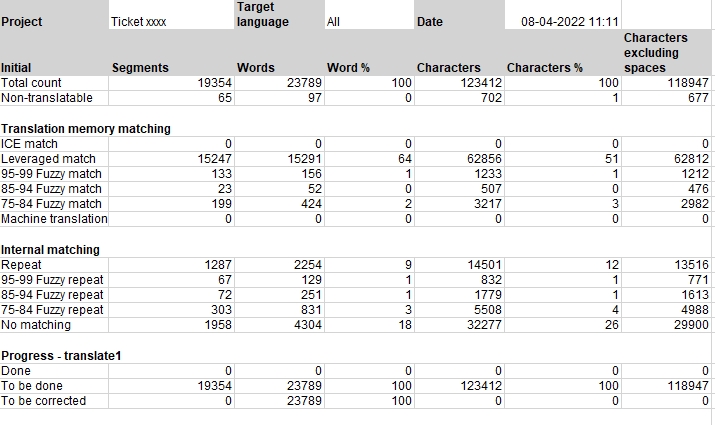 Project Ticket xxxx Target language All Date 08-04-2022 11:11
Initial Segments Words Word % Characters Characters % Characters excluding spaces
Total count 19354 23789 100 123412 100 118947
Non-translatable 65 97 0 702 1 677
Translation memory matching
ICE match 0 0 0 0 0 0
Leveraged match 15247 15291 64 62856 51 62812
95-99 Fuzzy match 133 156 1 1233 1 1212
85-94 Fuzzy match 23 52 0 507 0 476
75-84 Fuzzy match 199 424 2 3217 3 2982
Machine translation 0 0 0 0 0 0
Internal matching
Repeat 1287 2254 9 14501 12 13516
95-99 Fuzzy repeat 67 129 1 832 1 771
85-94 Fuzzy repeat 72 251 1 1779 1 1613
75-84 Fuzzy repeat 303 831 3 5508 4 4988
No matching 1958 4304 18 32277 26 29900
Progress - translate1
Done 0 0 0 0 0 0
To be done 19354 23789 100 123412 100 118947
To be corrected 0 23789 100 0 0 0